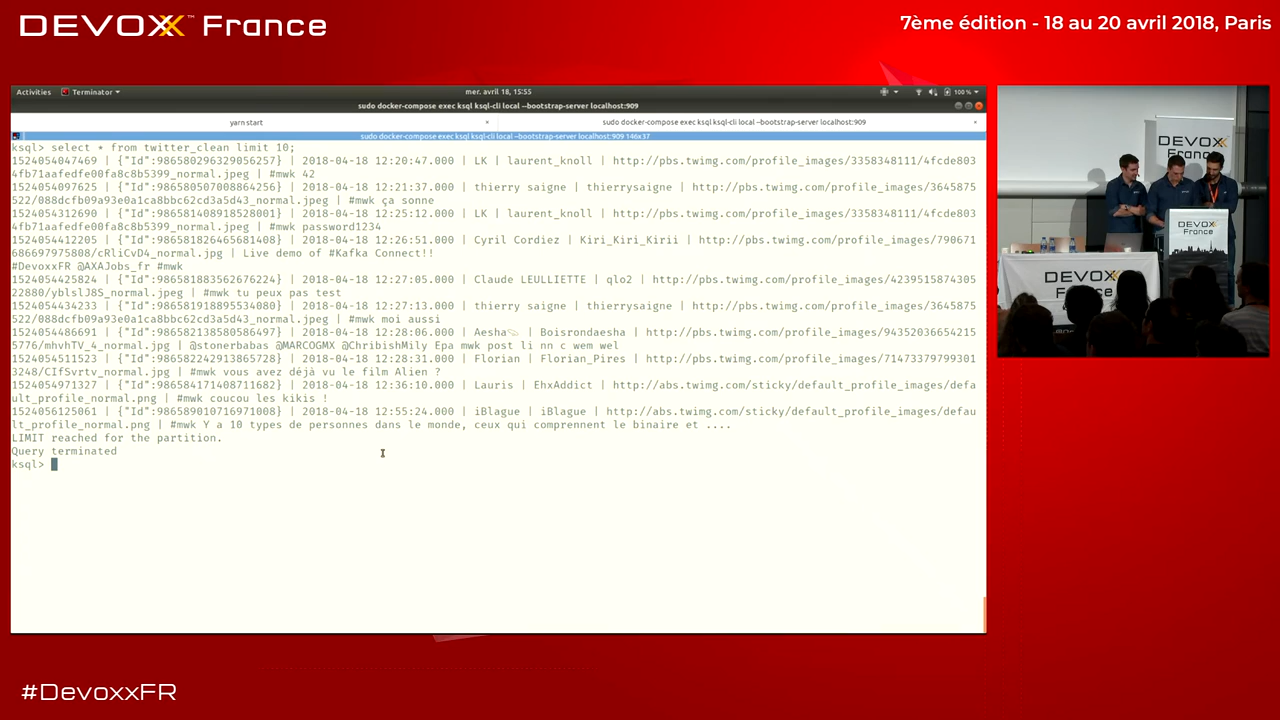 DEVOXX™ France
7ème édition - 18 au 20 avril 2018, Paris
Activities Terminator mer. avril 18, 15:55 100 %
sudo docker-compose exec ksql ksql-cli local --bootstrap-server localhost:909
yarn start × sudo docker-compose exec ksql ksql-cli local --bootstrap-server localhost:909 ×
sudo docker-compose exec ksql ksql-cli local --bootstrap-server localhost:909 146x37
ksql> select * from twitter_clean limit 10;
1524054047469 | {"Id":986580296329056257} | 2018-04-18 12:20:47.000 | LK | laurent_knoll | http://pbs.twimg.com/profile_images/3358348111/4fcde803
4fb71aafedfe00fa8c8b5399_normal.jpeg | #mwk 42
1524054097625 | {"Id":986580507008864256} | 2018-04-18 12:21:37.000 | thierry saigne | thierrysaigne | http://pbs.twimg.com/profile_images/3645875
522/088dcfb09a93e0a1ca8bbc62cd3a5d43_normal.jpeg | #mwk ça sonne
1524054312690 | {"Id":986581408918528001} | 2018-04-18 12:25:12.000 | LK | laurent_knoll | http://pbs.twimg.com/profile_images/3358348111/4fcde803
4fb71aafedfe00fa8c8b5399_normal.jpeg | #mwk password1234
1524054412205 | {"Id":986581826465681408} | 2018-04-18 12:26:51.000 | Cyril Cordiez | Kiri_Kiri_Kirii | http://pbs.twimg.com/profile_images/790671
686697975808/cRliCvD4_normal.jpg | Live demo of #Kafka Connect!!
#DevoxxFR @AXAJobs_fr #mwk
1524054425824 | {"Id":986581883562676224} | 2018-04-18 12:27:05.000 | Claude LEULLIETTE | qlo2 | http://pbs.twimg.com/profile_images/4239515874305
22880/yblslJ8S_normal.jpeg | #mwk tu peux pas test
1524054434233 | {"Id":986581918895534080} | 2018-04-18 12:27:13.000 | thierry saigne | thierrysaigne | http://pbs.twimg.com/profile_images/3645875
522/088dcfb09a93e0a1ca8bbc62cd3a5d43_normal.jpeg | #mwk moi aussi
1524054486691 | {"Id":986582138580586497} | 2018-04-18 12:28:06.000 | Aesha | Boisrondaesha | http://pbs.twimg.com/profile_images/94352036654215
5776/mhvhTV_4_normal.jpg | @stonerbabas @MARCOGMX @ChribishMily Epa mwk post li nn c wem wel
1524054511523 | {"Id":986582242913865728} | 2018-04-18 12:28:31.000 | Florian | Florian_Pires | http://pbs.twimg.com/profile_images/71473379799301
3248/CIfSvrtv_normal.jpg | #mwk vous avez déjà vu le film Alien ?
1524054971327 | {"Id":986584171408711682} | 2018-04-18 12:36:10.000 | Lauris | EhxAddict | http://abs.twimg.com/sticky/default_profile_images/defa
ult_profile_normal.png | #mwk coucou les kikis !
1524056125061 | {"Id":986589010716971008} | 2018-04-18 12:55:24.000 | iBlague | iBlague | http://abs.twimg.com/sticky/default_profile_images/defau
lt_profile_normal.png | #mwk Y a 10 types de personnes dans le monde, ceux qui comprennent le binaire et ....
LIMIT reached for the partition.
Query terminated
ksql>
DEVOXX
France
DEVOXX
DEVOXX
#DevoxxFR